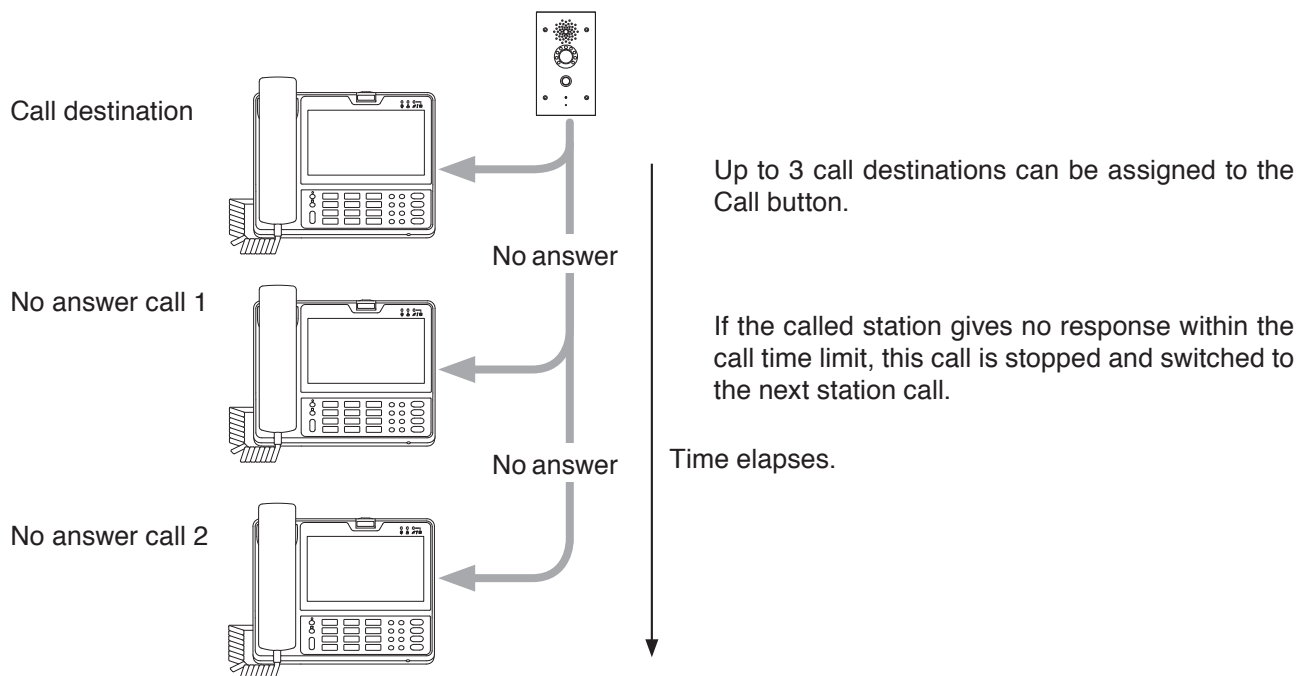 Call destination
Up to 3 call destinations can be assigned to the
Call button.
No answer
No answer call 1
If the called station gives no response within the
call time limit, this call is stopped and switched to
the next station call.
No answer
Time elapses.
No answer call 2